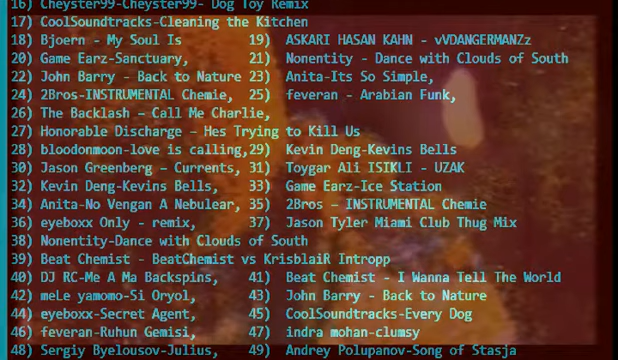 16) Cheyster99-Cheyster99- Dog Toy Remix
17) CoolSoundtracks-Cleaning the Kitchen
18) Bjoern - My Soul Is 19) ASKARI HASAN KAHN - vVDANGERMANZz
20) Game Earz-Sanctuary, 21) Nonentity - Dance with Clouds of South
22) John Barry - Back to Nature 23) Anita-Its So Simple,
24) 2Bros-INSTRUMENTAL Chemie, 25) feveran - Arabian Funk,
26) The Backlash - Call Me Charlie,
27) Honorable Discharge - Hes Trying to Kill Us
28) bloodonmoon-love is calling,29) Kevin Deng-Kevins Bells
30) Jason Greenberg - Currents, 31) Toygar Ali ISIKLI - UZAK
32) Kevin Deng-Kevins Bells, 33) Game Earz-Ice Station
34) Anita-No Vengan A Nebulear, 35) 2Bros - INSTRUMENTAL Chemie
36) eyeboxx Only - remix, 37) Jason Tyler Miami Club Thug Mix
38) Nonentity-Dance with Clouds of South
39) Beat Chemist - BeatChemist vs KrisblaiR Intropp
40) DJ RC-Me A Ma Backspins, 41) Beat Chemist - I Wanna Tell The World
42) meLe yamomo-Si Oryol, 43) John Barry - Back to Nature
44) eyeboxx-Secret Agent, 45) CoolSoundtracks-Every Dog
46) feveran-Ruhun Gemisi, 47) indra mohan-clumsy
48) Sergiy Byelousov-Julius, 49) Andrey Polupanov-Song of Stasja